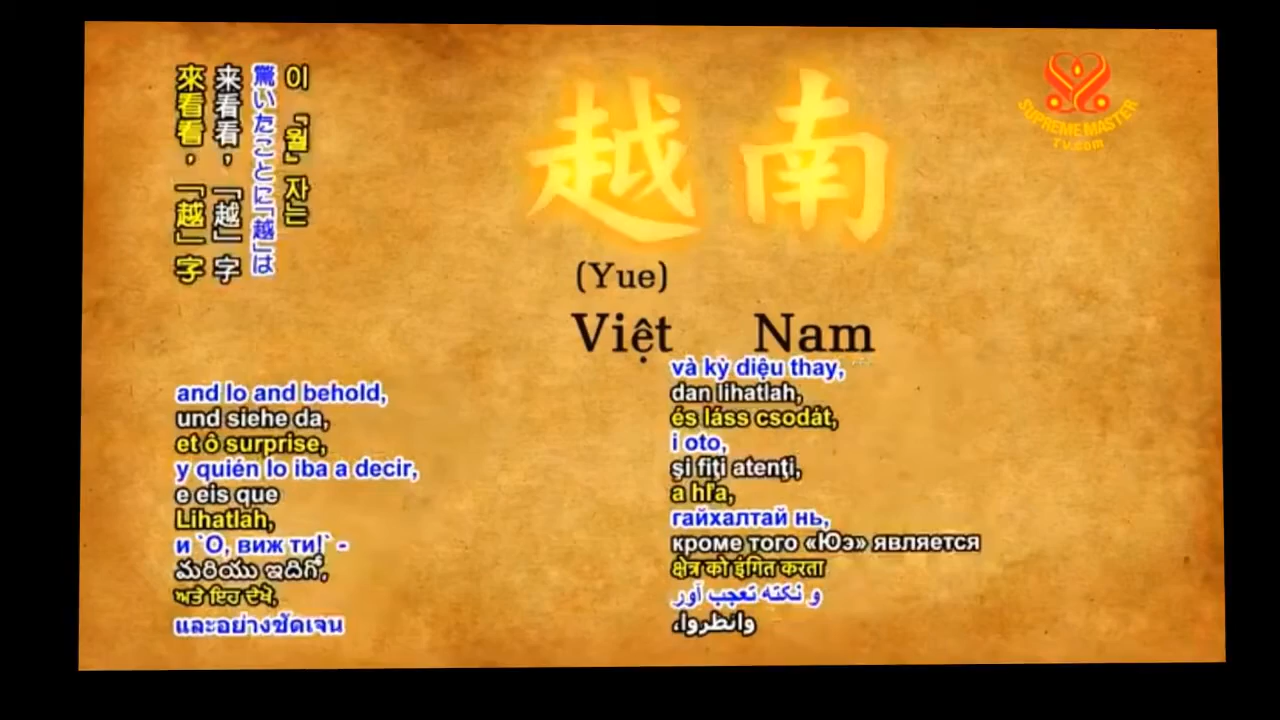 이 「월」 자는
驚いたことに「越」は
来看看，「越」字
來看看，「越」字
越南
SUPREME MASTER
TV.com
(Yue)
Việt Nam
and lo and behold,
und siehe da,
et ô surprise,
y quién lo iba a decir,
e eis que
Lihatlah,
и `О, виж ти!` -
మరియు ఇదిగో,
ਅਤੇ ਇਹ ਦੇਖੋ,
และอย่างชัดเจน
và kỳ diệu thay,
dan lihatlah,
és láss csodát,
i oto,
şi fiţi atenţi,
a hľa,
гайхалтай нь,
кроме того «Юэ» является
क्षेत्र को इंगित करता
و نکته تعجب آور
وانظروا،